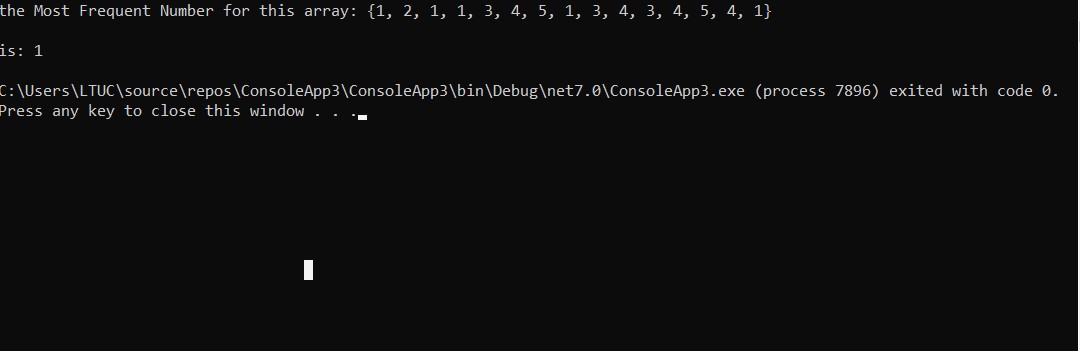 the Most Frequent Number for this array: {1, 2, 1, 1, 3, 4, 5, 1, 3, 4, 3, 4, 5, 4, 1}
is: 1
C:\Users\LTUC\source\repos\ConsoleApp3\ConsoleApp3\bin\Debug\net7.0\ConsoleApp3.exe (process 7896) exited with code 0.
Press any key to close this window . . .